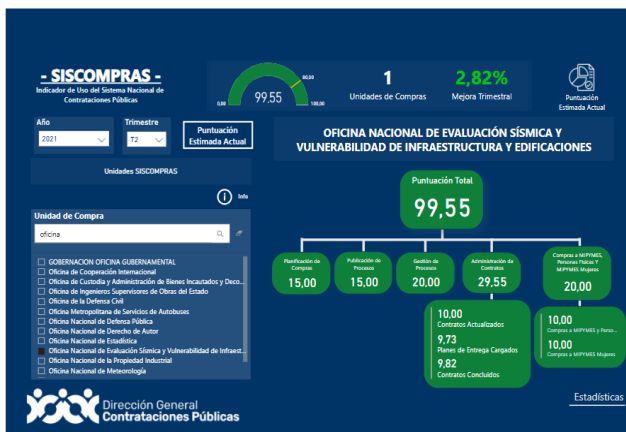 - SISCOMPRAS -
Indicador de Uso del Sistema Nacional de
Contrataciones Públicas
80,00
0,00
99,55
100,00
1
Unidades de Compras
2,82%
Mejora Trimestral
Puntuación
Estimada Actual
Año
2021
Trimestre
T2
Puntuación
Estimada Actual
Unidades SISCOMPRAS
Info
OFICINA NACIONAL DE EVALUACIÓN SÍSMICA Y
VULNERABILIDAD DE INFRAESTRUCTURA Y EDIFICACIONES
Unidad de Compra
oficina
GOBERNACION OFICINA GUBERNAMENTAL
Oficina de Cooperación Internacional
Oficina de Custodia y Administración de Bienes Incautados y Deco...
Oficina de Ingenieros Supervisores de Obras del Estado
Oficina de la Defensa Civil
Oficina Metropolitana de Servicios de Autobuses
Oficina Nacional de Defensa Pública
Oficina Nacional de Derecho de Autor
Oficina Nacional de Estadística
Oficina Nacional de Evaluación Sísmica y Vulnerabilidad de Infraest...
Oficina Nacional de la Propiedad Industrial
Oficina Nacional de Meteorología
Puntuación Total
99,55
Planificación de
Compras
15,00
Publicación de
Procesos
15,00
Gestión de
Procesos
20,00
Administración de
Contratos
29,55
Compras a MIPYMES,
Personas Físicas Y
MIPYMES Mujeres
20,00
10,00
Contratos Actualizados
9,73
Planes de Entrega Cargados
9,82
Contratos Concluidos
10,00
Compras a MIPYMES y Perso...
10,00
Compras a MIPYMES Mujeres
Dirección General
Contrataciones Públicas
Estadísticas